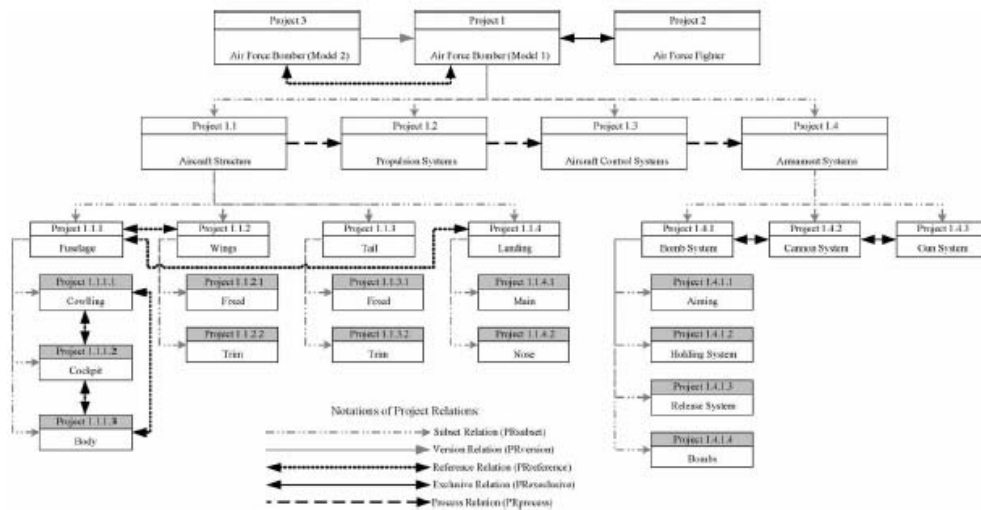 Project 3
Project 1
Project 2
Air Force Bomber (Model 2)
Air Force Bomber (Model 1)
Air Force Fighter
Project 1.1
Project 1.2
Project 1.3
Project 1.4
Aircraft Structure
Propulsion Systems
Aircraft Control Systems
Armament Systems
Project 1.1.1
Project 1.1.2
Project 1.1.3
Project 1.1.4
Project 1.4.1
Project 1.4.2
Project 1.4.3
Fuselage
Wings
Tail
Landing
Bomb System
Cannon System
Gun System
Project 1.1.1.1
Project 1.1.2.1
Project 1.1.3.1
Project 1.1.4.1
Project 1.4.1.1
Cowlling
Fixed
Fixed
Main
Aiming
Project 1.1.2.2
Project 1.1.3.2
Project 1.1.4.2
Project 1.4.1.2
Trim
Trim
Nose
Holding System
Project 1.1.1.2
Cockpit
Project 1.4.1.3
Release System
Project 1.1.1.3
Body
Project 1.4.1.4
Bombs
Notations of Project Relations:
Subset Relation (PRsubset)
Version Relation (PRversion)
Reference Relation (PRreference)
Exclusive Relation (PRexclusive)
Process Relation (PRprocess)